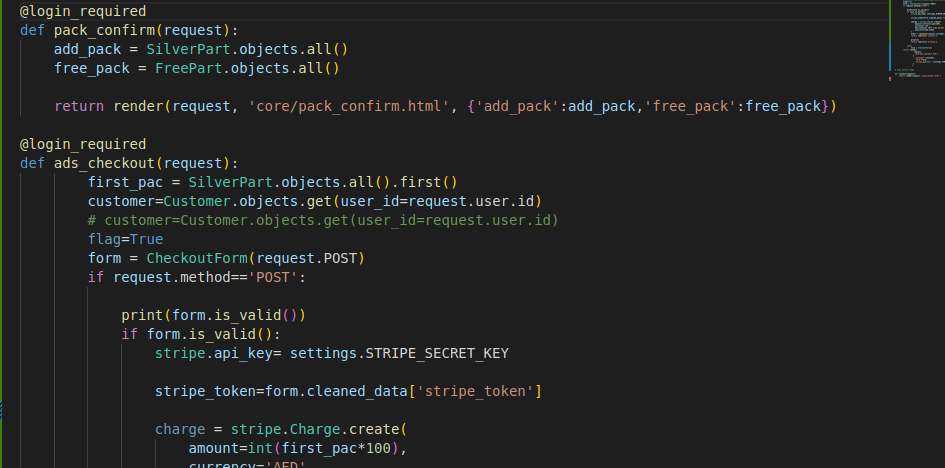 @login_required
def pack_confirm(request):
    add_pack = SilverPart.objects.all()
    free_pack = FreePart.objects.all()

    return render(request, 'core/pack_confirm.html', {'add_pack':add_pack,'free_pack':free_pack})

@login_required
def ads_checkout(request):
        first_pac = SilverPart.objects.all().first()
        customer=Customer.objects.get(user_id=request.user.id)
        # customer=Customer.objects.get(user_id=request.user.id)
        flag=True
        form = CheckoutForm(request.POST)
        if request.method=='POST':

            print(form.is_valid())
            if form.is_valid():
                stripe.api_key= settings.STRIPE_SECRET_KEY

                stripe_token=form.cleaned_data['stripe_token']

                charge = stripe.Charge.create(
                    amount=int(first_pac*100),
                    currency='AED'